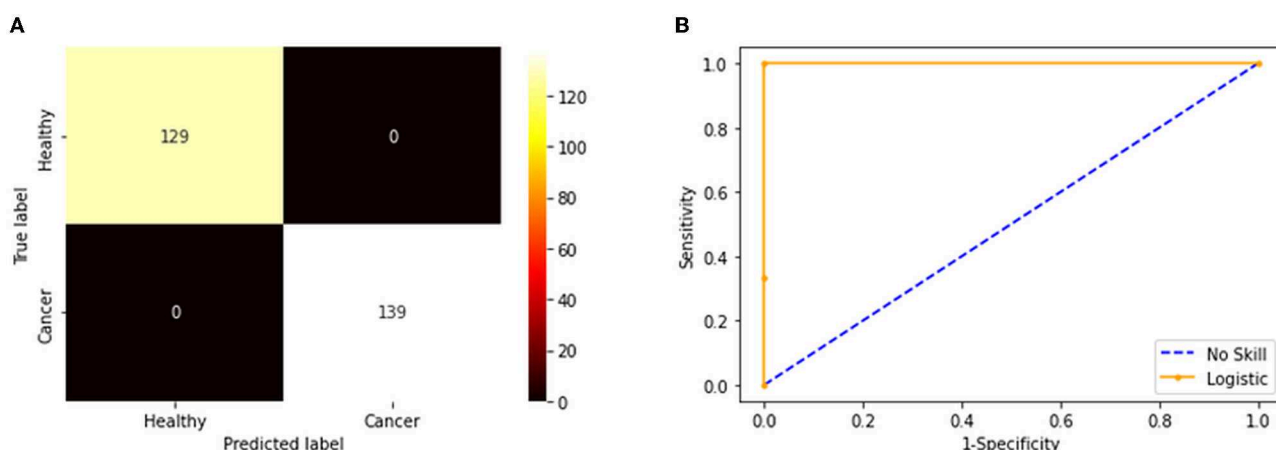 A
B
True label
Healthy
Cancer
129
0
0
139
Healthy
Cancer
Predicted label
120
100
80
60
40
20
0
Sensitivity
1.0
0.8
0.6
0.4
0.2
0.0
No Skill
Logistic
0.0
0.2
0.4
0.6
0.8
1.0
1-Specificity